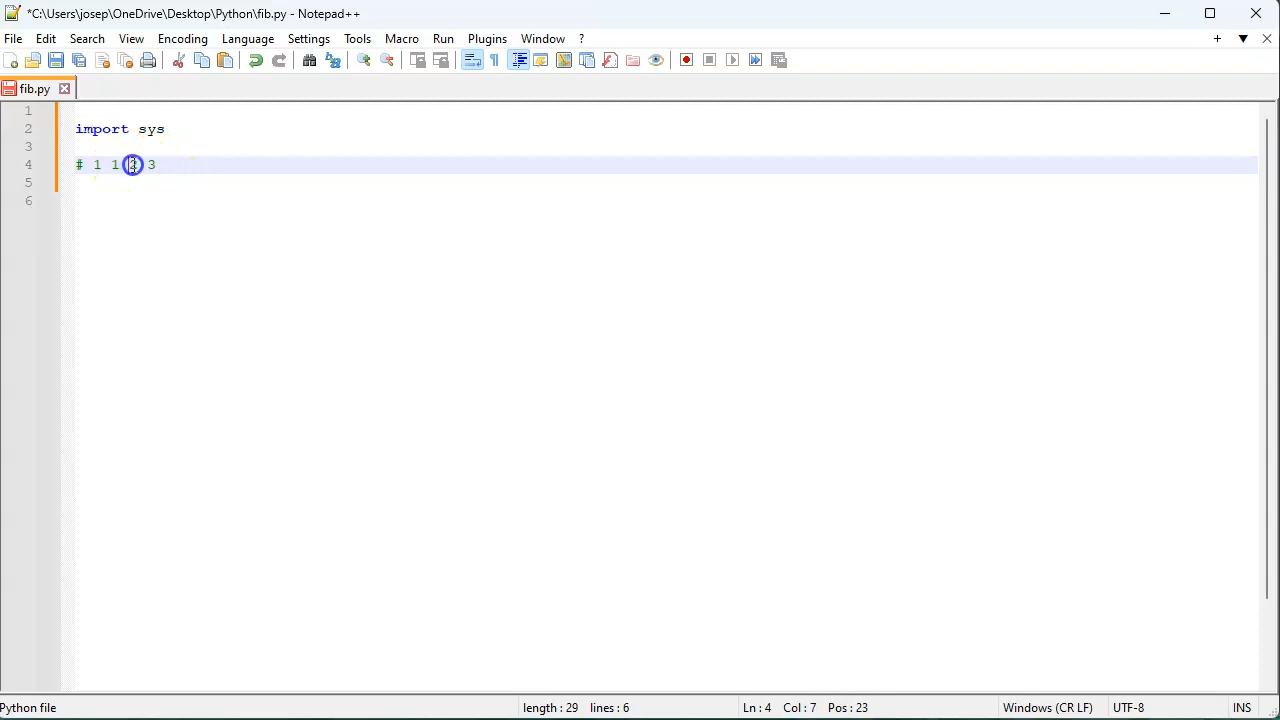 *C:\Users\josep\OneDrive\Desktop\Python\fib.py - Notepad++
File Edit Search View Encoding Language Settings Tools Macro Run Plugins Window ?
fib.py
1
2 import sys
3
4 # 1 1 2 3
5
6
Python file length : 29 lines : 6 Ln : 4 Col : 7 Pos : 23 Windows (CR LF) UTF-8 INS